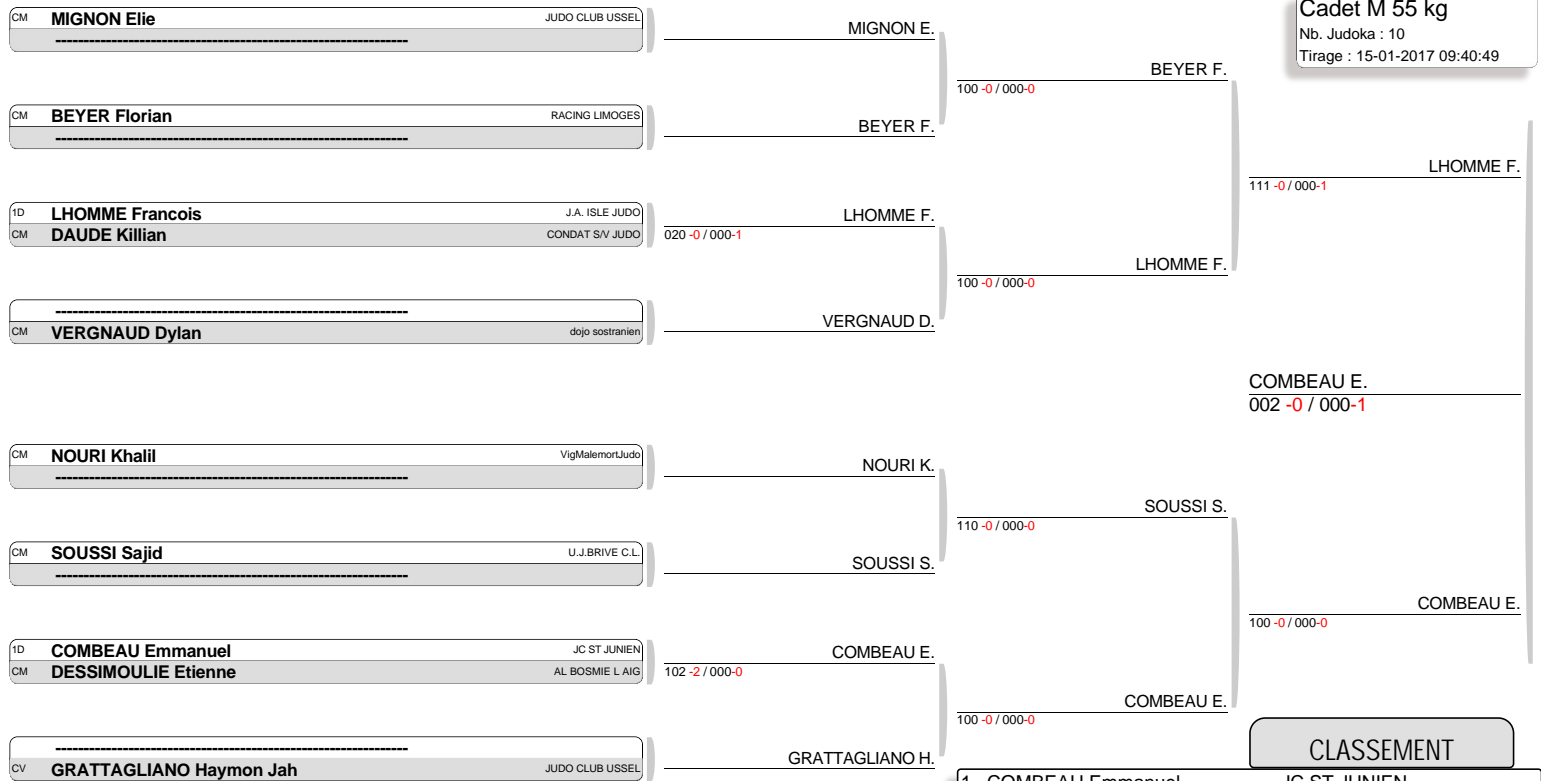 Cadet M 55 kg
Nb. Judoka : 10
Tirage : 15-01-2017 09:40:49
CM MIGNON Elie JUDO CLUB USSEL
----------------------------------------------------------------
CM BEYER Florian RACING LIMOGES
----------------------------------------------------------------
1D LHOMME Francois J.A. ISLE JUDO
CM DAUDE Killian CONDAT S/V JUDO
----------------------------------------------------------------
CM VERGNAUD Dylan dojo sostranien
CM NOURI Khalil VigMalemortJudo
----------------------------------------------------------------
CM SOUSSI Sajid U.J.BRIVE C.L.
----------------------------------------------------------------
1D COMBEAU Emmanuel JC ST JUNIEN
CM DESSIMOULIE Etienne AL BOSMIE L AIG
----------------------------------------------------------------
CV GRATTAGLIANO Haymon Jah JUDO CLUB USSEL
MIGNON E.
BEYER F.
LHOMME F.
020 -0 / 000-1
VERGNAUD D.
NOURI K.
SOUSSI S.
COMBEAU E.
102 -2 / 000-0
GRATTAGLIANO H.
BEYER F.
100 -0 / 000-0
LHOMME F.
100 -0 / 000-0
SOUSSI S.
110 -0 / 000-0
COMBEAU E.
100 -0 / 000-0
LHOMME F.
111 -0 / 000-1
COMBEAU E.
002 -0 / 000-1
COMBEAU E.
100 -0 / 000-0
CLASSEMENT
1 COMBEAU Emmanuel JC ST JUNIEN